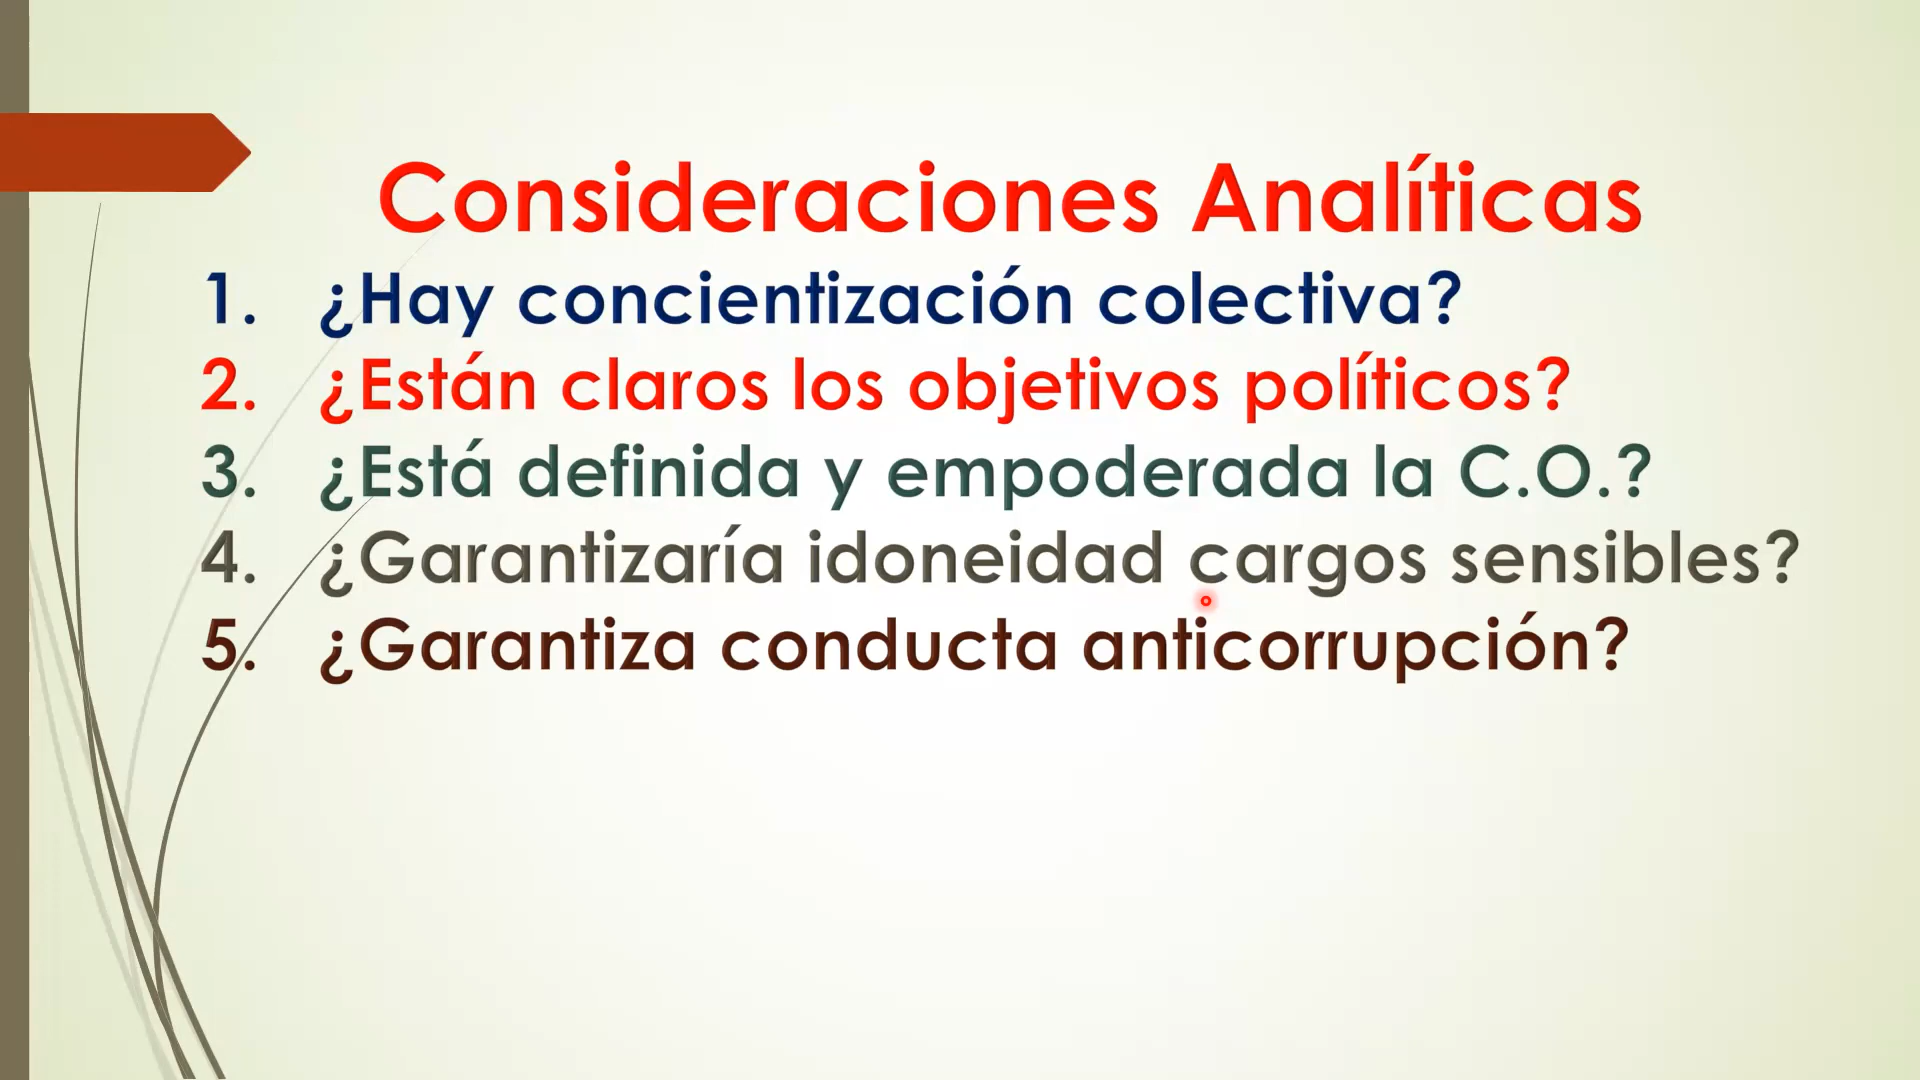 Consideraciones Analíticas
1. ¿Hay concientización colectiva?
2. ¿Están claros los objetivos políticos?
3. ¿Está definida y empoderada la C.O.?
4. ¿Garantizaría idoneidad cargos sensibles?
5. ¿Garantiza conducta anticorrupción?